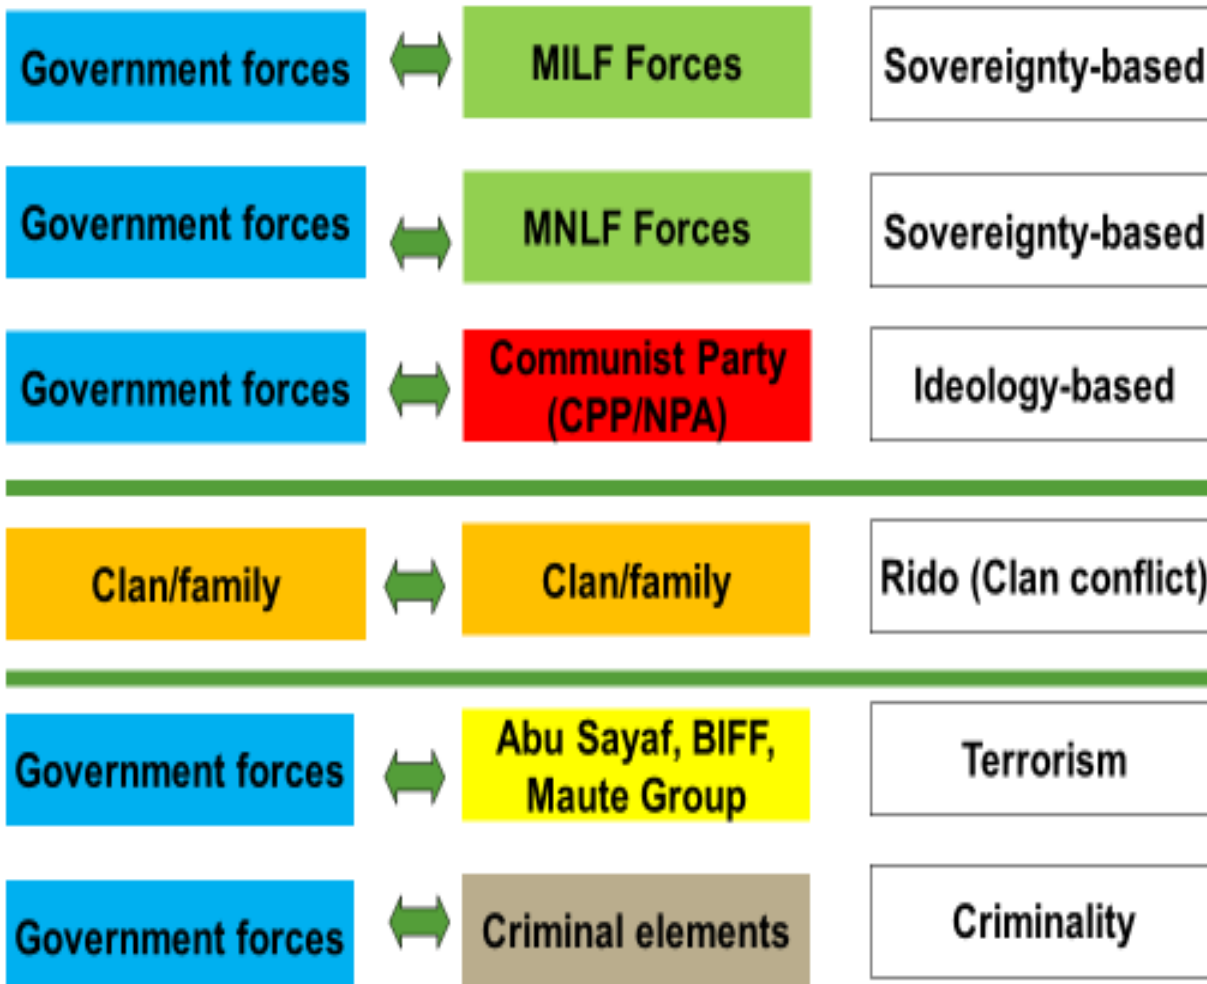 Government forces
MILF Forces
Sovereignty-based
Government forces
MNLF Forces
Sovereignty-based
Government forces
Communist Party
(CPP/NPA)
Ideology-based
Clan/family
Clan/family
Rido (Clan conflict)
Government forces
Abu Sayaf, BIFF,
Maute Group
Terrorism
Government forces
Criminal elements
Criminality